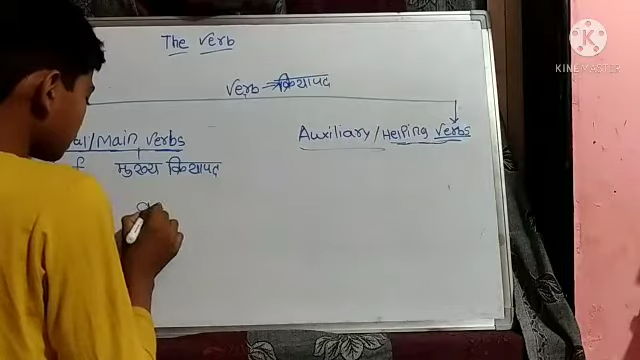 The verb
verb → क्रियापद
/Main verbs
Auxiliary/Helping verbs
मुख्य क्रियापद
KINEMASTER